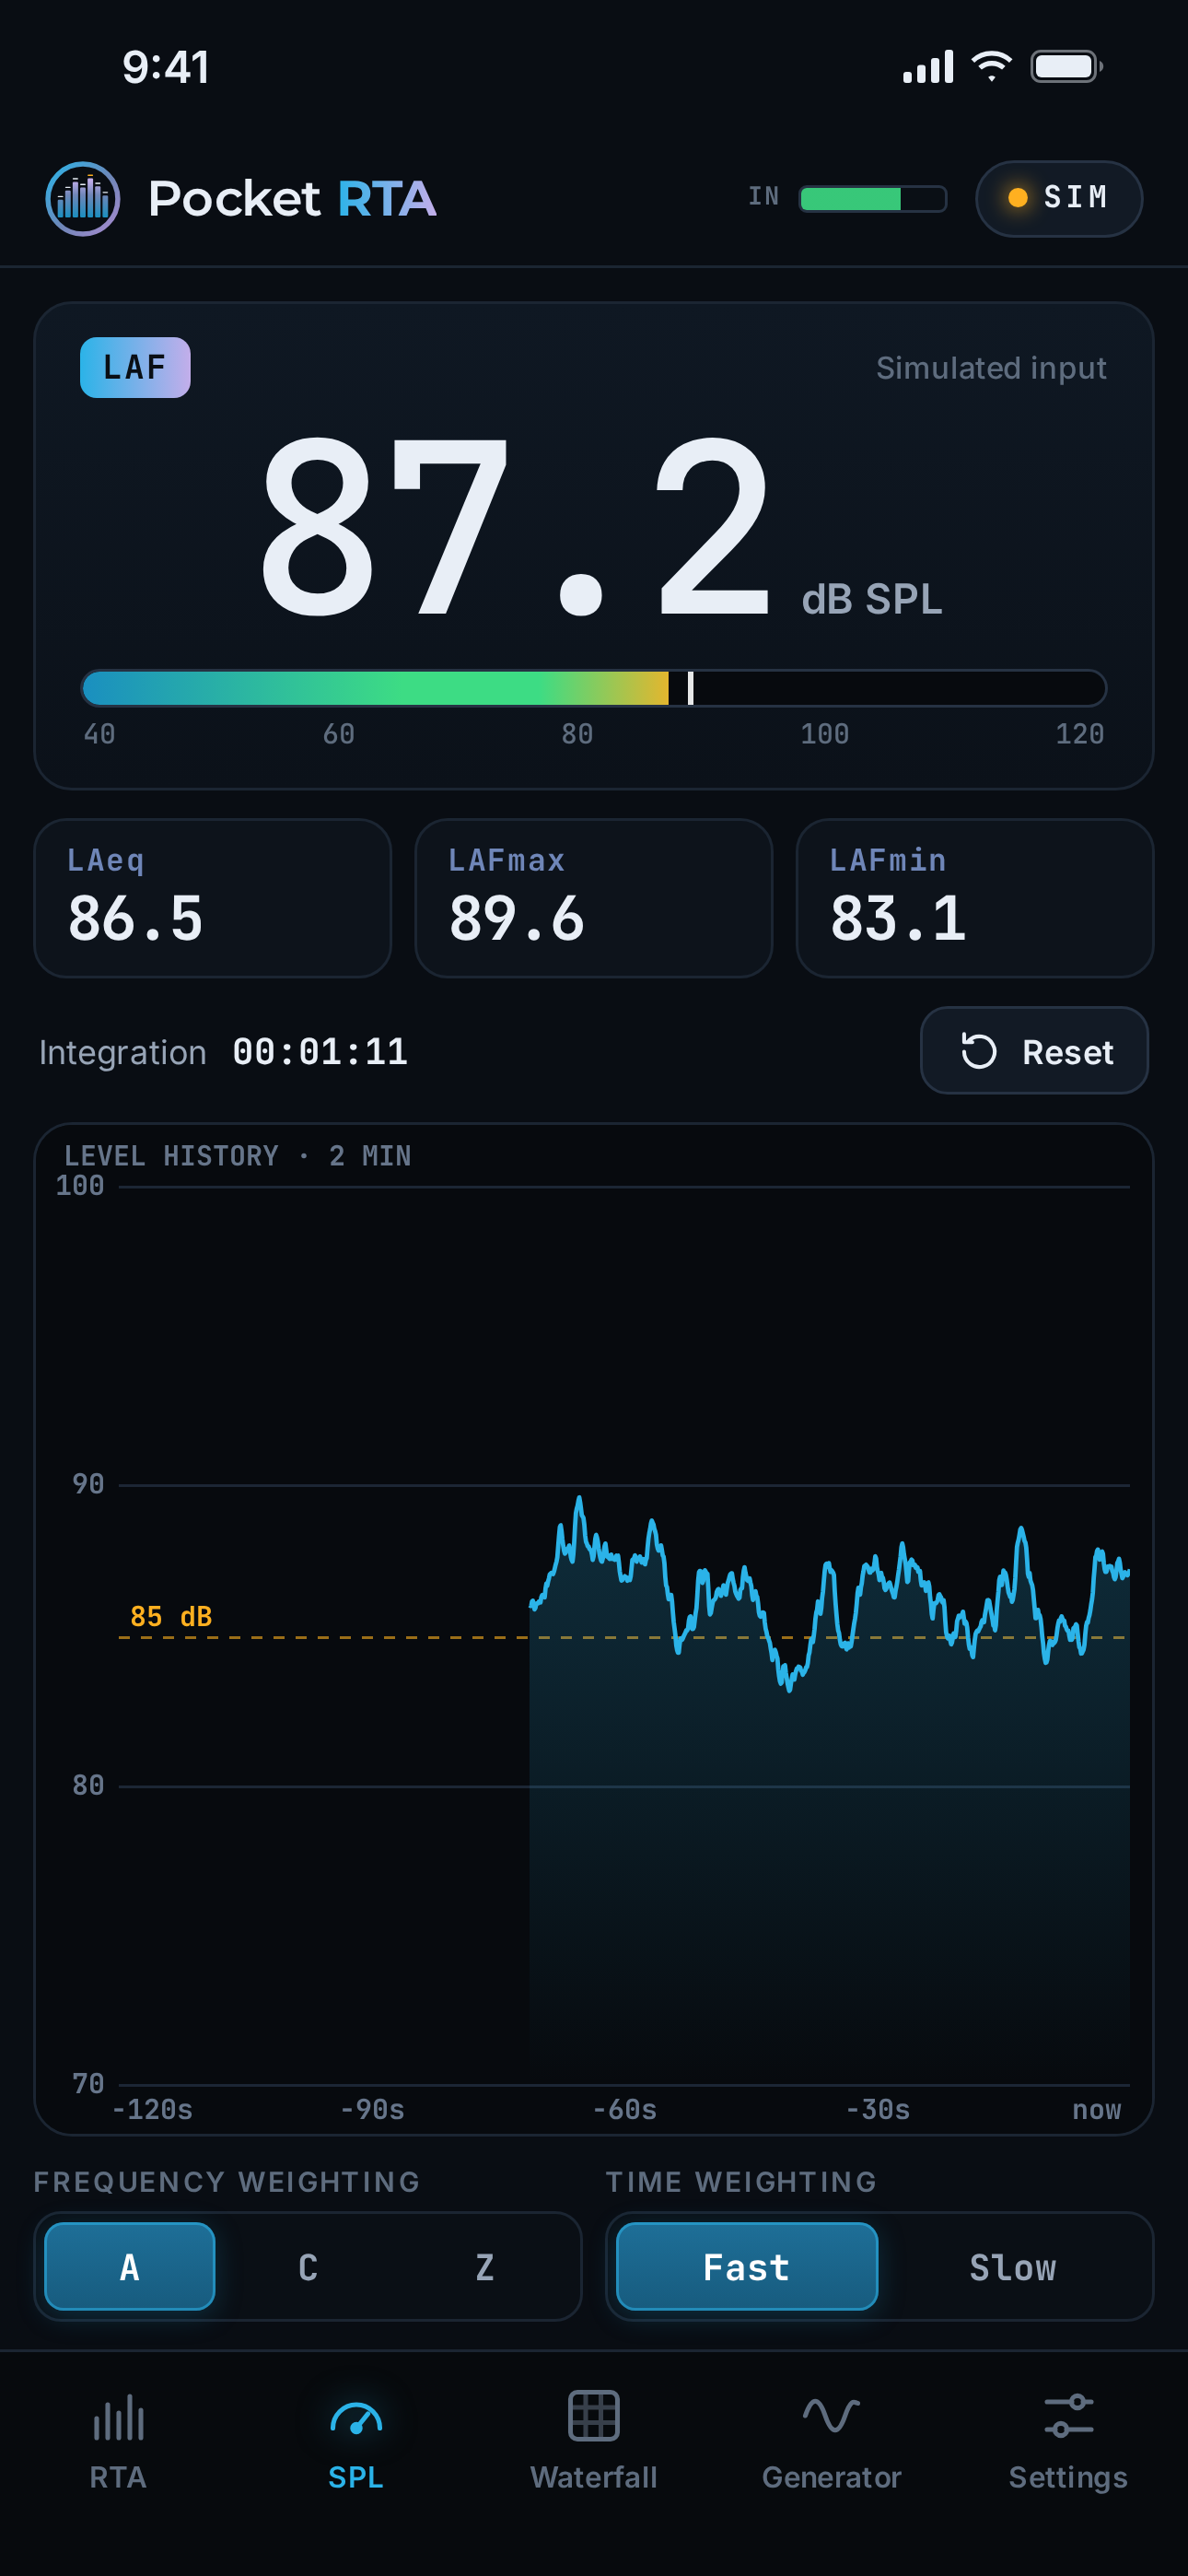 9:41
Pocket RTA IN SIM
LAF Simulated input
87.2 dB SPL
40 60 80 100 120
LAeq LAFmax LAFmin
86.5 89.6 83.1
Integration 00:01:11 Reset
LEVEL HISTORY · 2 MIN
100
90
85 dB
80
70
-120s -90s -60s -30s now
FREQUENCY WEIGHTING TIME WEIGHTING
A C Z Fast Slow
RTA SPL Waterfall Generator Settings